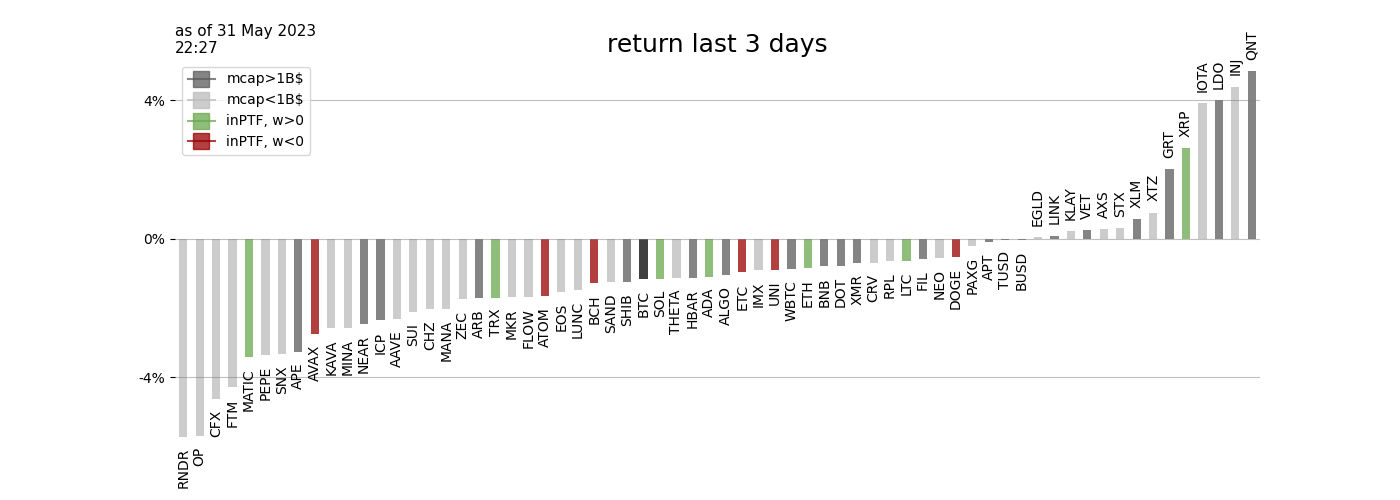 as of 31 May 2023
22:27
return last 3 days
mcap>1B$
mcap<1B$
inPTF, w>0
inPTF, w<0
4%
0%
-4%
RNDR
OP
CFX
FTM
MATIC
PEPE
SNX
APE
AVAX
KAVA
MINA
NEAR
ICP
AAVE
SUI
CHZ
MANA
ZEC
ARB
TRX
MKR
FLOW
ATOM
EOS
LUNC
BCH
SAND
SHIB
BTC
SOL
THETA
HBAR
ADA
ALGO
ETC
IMX
UNI
WBTC
ETH
BNB
DOT
XMR
CRV
RPL
LTC
FIL
NEO
DOGE
PAXG
APT
TUSD
BUSD
EGLD
LINK
KLAY
VET
AXS
STX
XLM
XTZ
GRT
XRP
IOTA
LDO
INJ
QNT